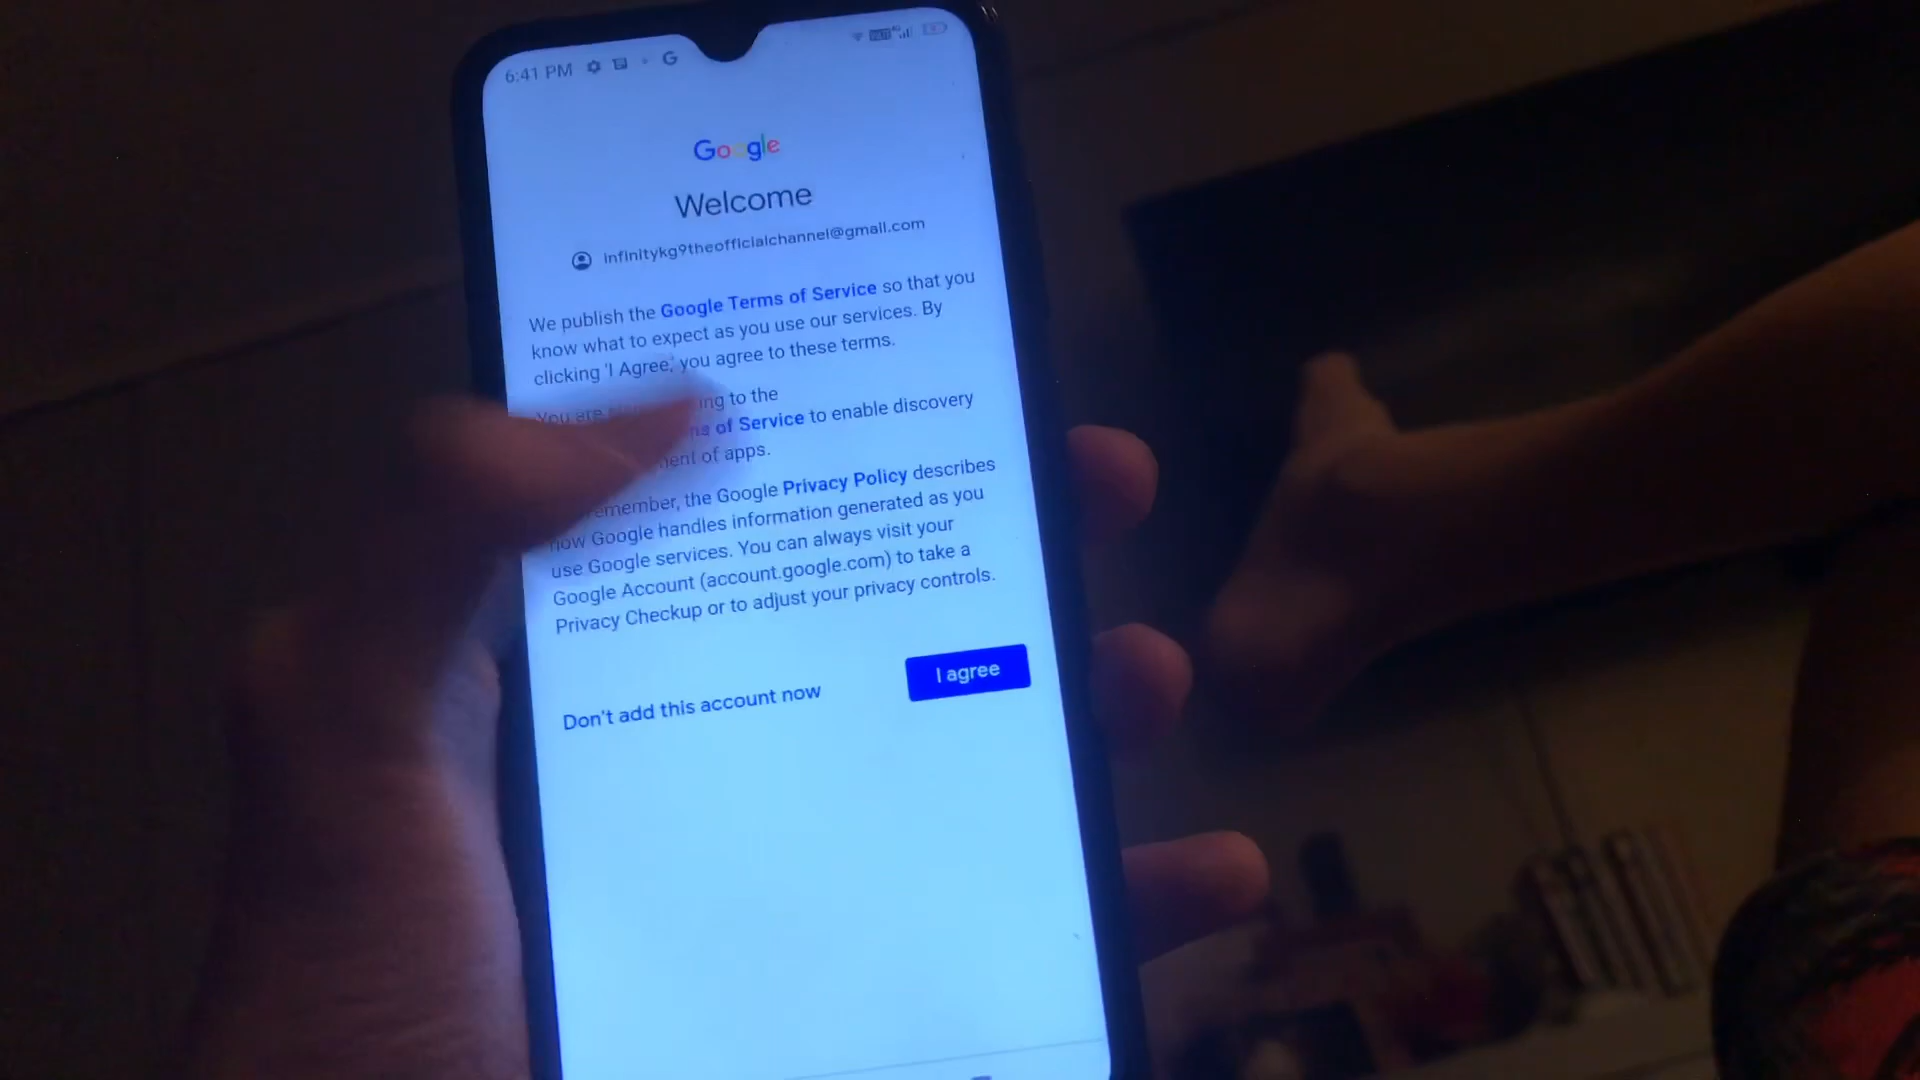 6:41 PM
Google
Welcome
infinitykg9theofficialchannel@gmail.com
We publish the Google Terms of Service so that you
know what to expect as you use our services. By
clicking 'I Agree,' you agree to these terms.
You are to the
of Service to enable discovery
of apps.
remember, the Google Privacy Policy describes
how Google handles information generated as you
use Google services. You can always visit your
Google Account (account.google.com) to take a
Privacy Checkup or to adjust your privacy controls.
Don't add this account now
I agree